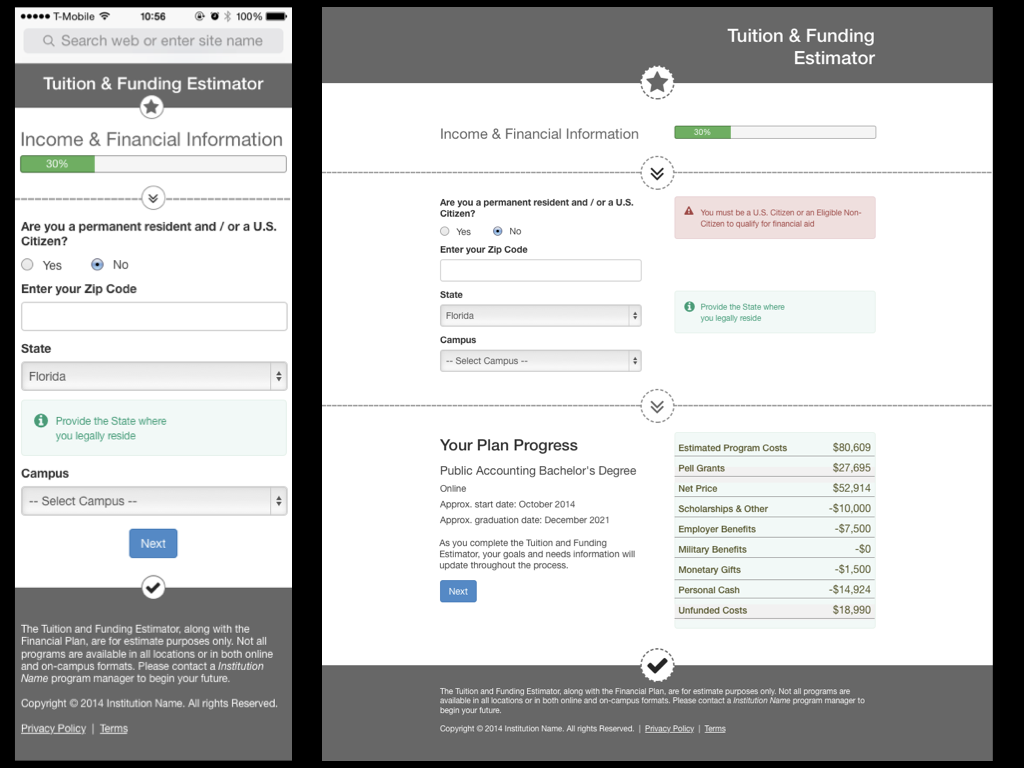 T-Mobile 10:56 100%
Search web or enter site name
Tuition & Funding Estimator
Income & Financial Information
30%
Are you a permanent resident and / or a U.S.
Citizen?
Yes No
Enter your Zip Code
State
Florida
Provide the State where
you legally reside
Campus
-- Select Campus --
Next
The Tuition and Funding Estimator, along with the
Financial Plan, are for estimate purposes only. Not all
programs are available in all locations or in both online
and on-campus formats. Please contact a Institution
Name program manager to begin your future.
Copyright © 2014 Institution Name. All rights Reserved.
Privacy Policy | Terms
Tuition & Funding
Estimator
Income & Financial Information
30%
Are you a permanent resident and / or a U.S.
Citizen?
Yes No
You must be a U.S. Citizen or an Eligible Non-
Citizen to qualify for financial aid
Enter your Zip Code
State
Florida
Provide the State where
you legally reside
Campus
-- Select Campus --
Your Plan Progress
Public Accounting Bachelor's Degree
Online
Approx. start date: October 2014
Approx. graduation date: December 2021
As you complete the Tuition and Funding
Estimator, your goals and needs information will
update throughout the process.
Next
Estimated Program Costs $80,609
Pell Grants $27,695
Net Price $52,914
Scholarships & Other -$10,000
Employer Benefits -$7,500
Military Benefits -$0
Monetary Gifts -$1,500
Personal Cash -$14,924
Unfunded Costs $18,990
The Tuition and Funding Estimator, along with the Financial Plan, are for estimate purposes only. Not all programs are
available in all locations or in both online and on-campus formats. Please contact a Institution Name program manager to
begin your future.
Copyright © 2014 Institution Name. All rights Reserved. | Privacy Policy | Terms